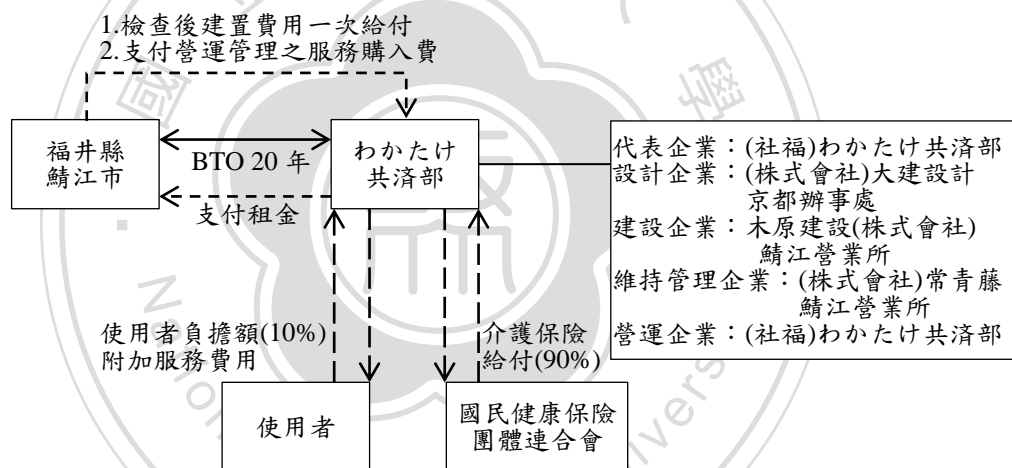 1.檢查後建置費用一次給付
2.支付營運管理之服務購入費
福井縣
鯖江市
BTO 20 年
わかたけ
共済部
支付租金
代表企業：(社福)わかたけ共済部
設計企業：(株式會社)大建設計
京都辦事處
建設企業：木原建設(株式會社)
鯖江營業所
維持管理企業：(株式會社)常青藤
鯖江營業所
營運企業：(社福)わかたけ共済部
使用者負擔額(10%)
附加服務費用
介護保險
給付(90%)
使用者
國民健康保險
團體連合會